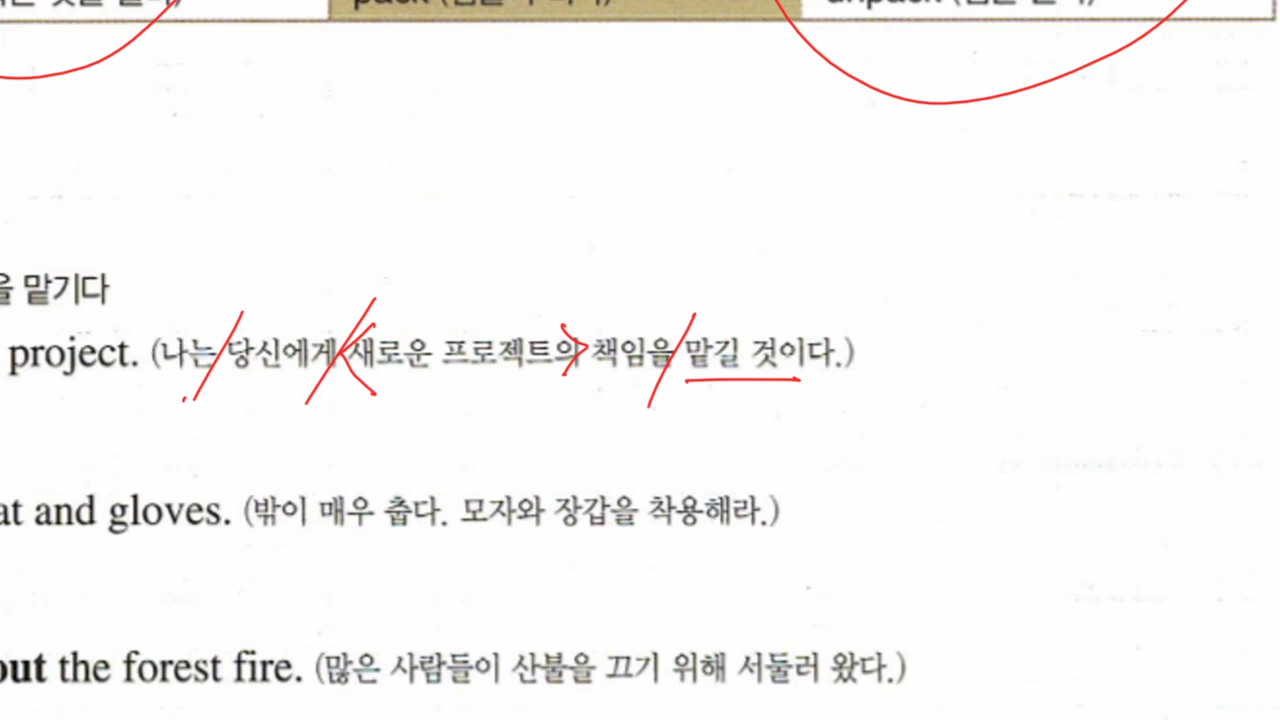 을 맡기다
project. (나는 당신에게 새로운 프로젝트의 책임을 맡길 것이다.)
at and gloves. (밖이 매우 춥다. 모자와 장갑을 착용해라.)
out the forest fire. (많은 사람들이 산불을 끄기 위해 서둘러 왔다.)